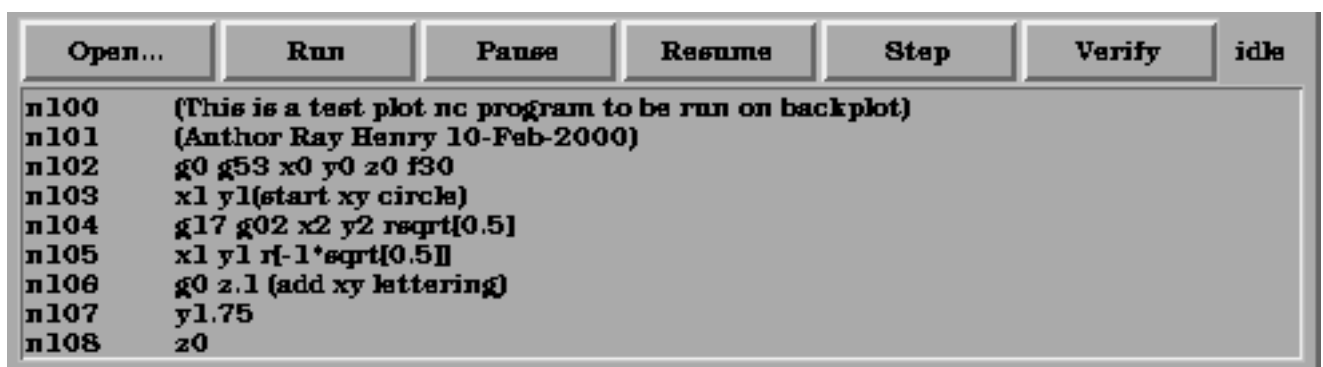 Open... Run Pause Resume Step Verify idle
n100 (This is a test plot nc program to be run on backplot)
n101 (Author Ray Henry 10-Feb-2000)
n102 g0 g53 x0 y0 z0 f30
n103 x1 y1(start xy circle)
n104 g17 g02 x2 y2 rsqrt[0.5]
n105 x1 y1 r[-1*sqrt[0.5]]
n106 g0 z.1 (add xy lettering)
n107 y1.75
n108 z0